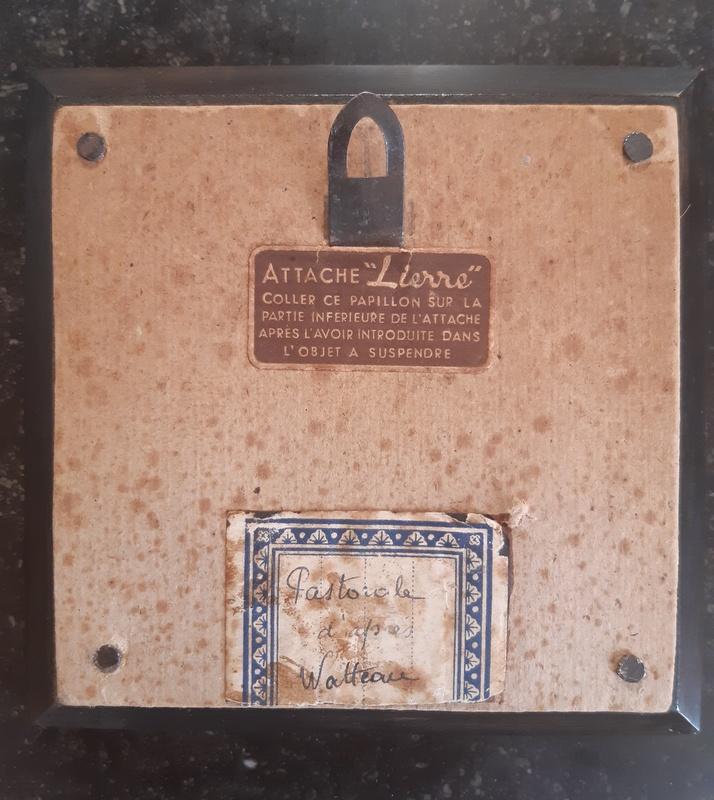 ATTACHE "Lierre"
COLLER CE PAPILLON SUR LA
PARTIE INFÉRIEURE DE L'ATTACHE
APRÈS L'AVOIR INTRODUITE DANS
L'OBJET A SUSPENDRE
Pastorale
d'après
Watteau